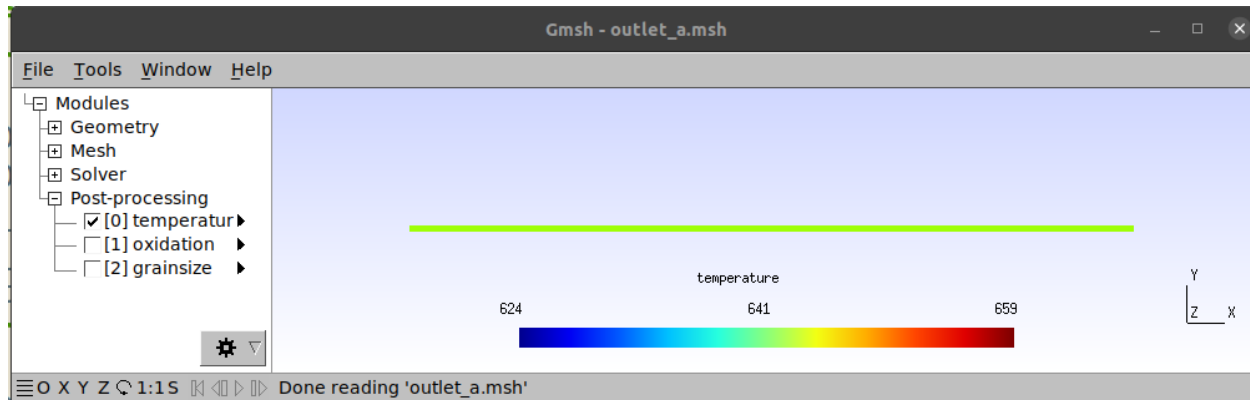 Gmsh - outlet_a.msh
File Tools Window Help
Modules
Geometry
Mesh
Solver
Post-processing
[0] temperatur
[1] oxidation
[2] grainsize
temperature
624 641 659
Y
Z X
O X Y Z 1:1 S Done reading 'outlet_a.msh'